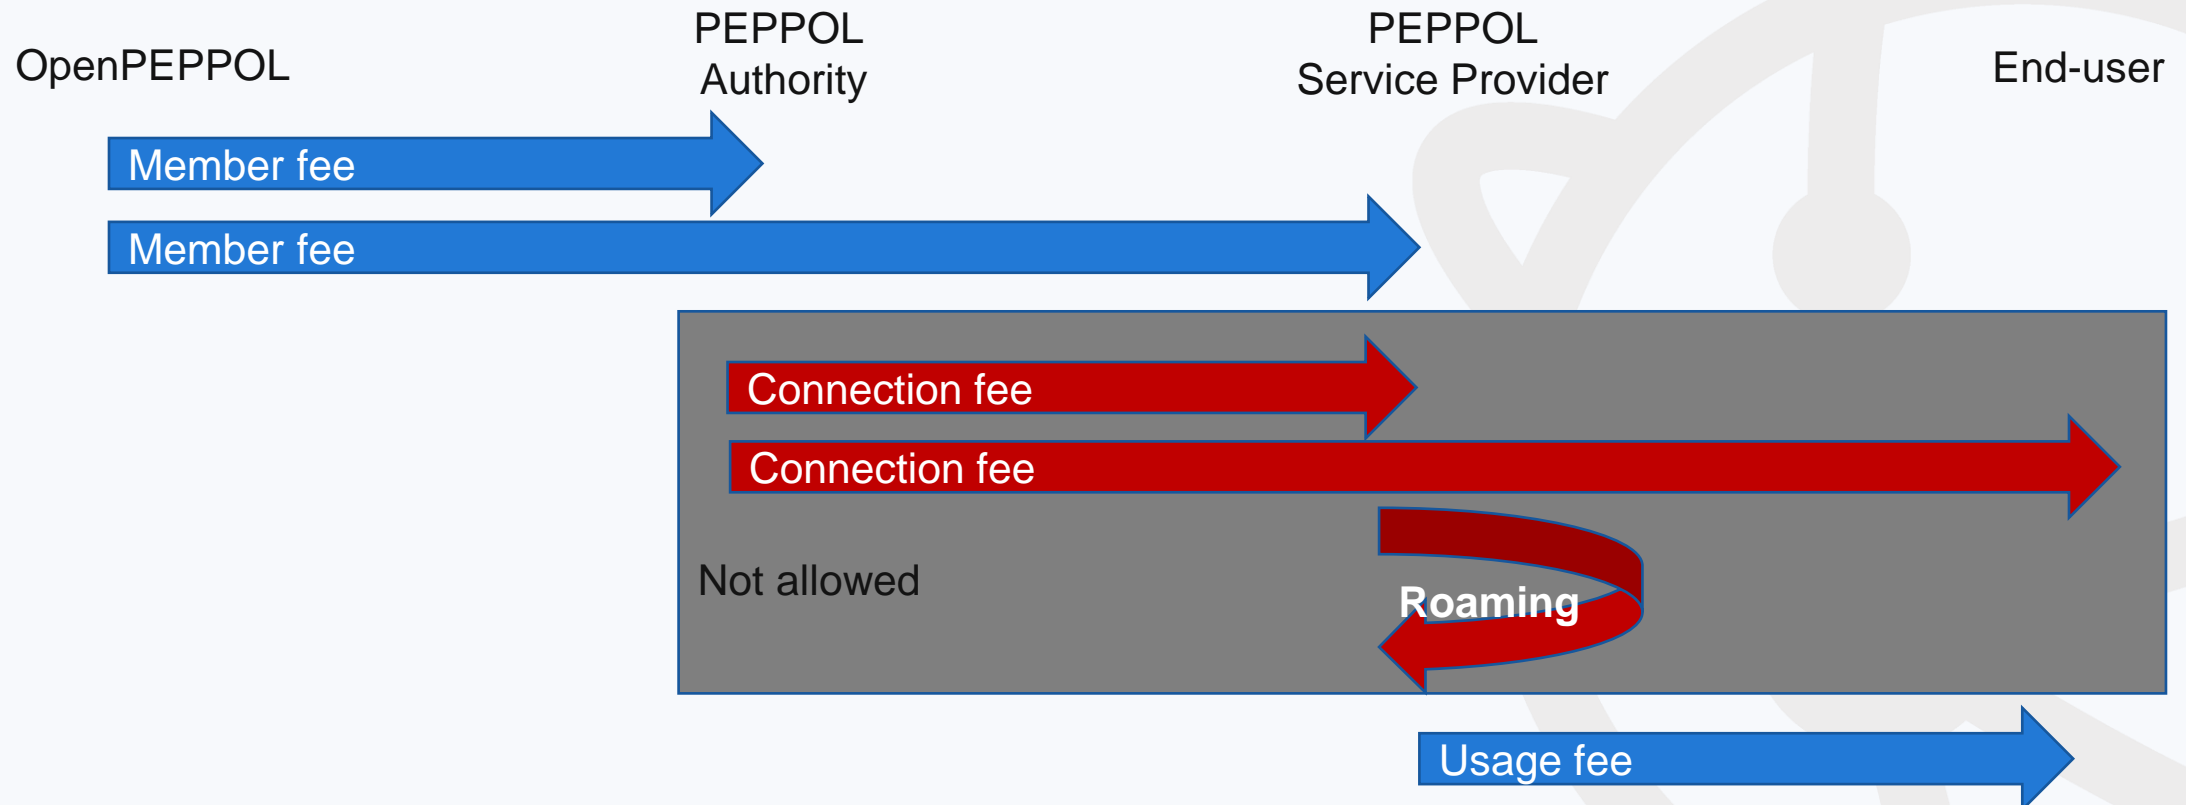 OpenPEPPOL
PEPPOL
Authority
PEPPOL
Service Provider
End-user
Member fee
Member fee
Connection fee
Connection fee
Not allowed
Roaming
Usage fee